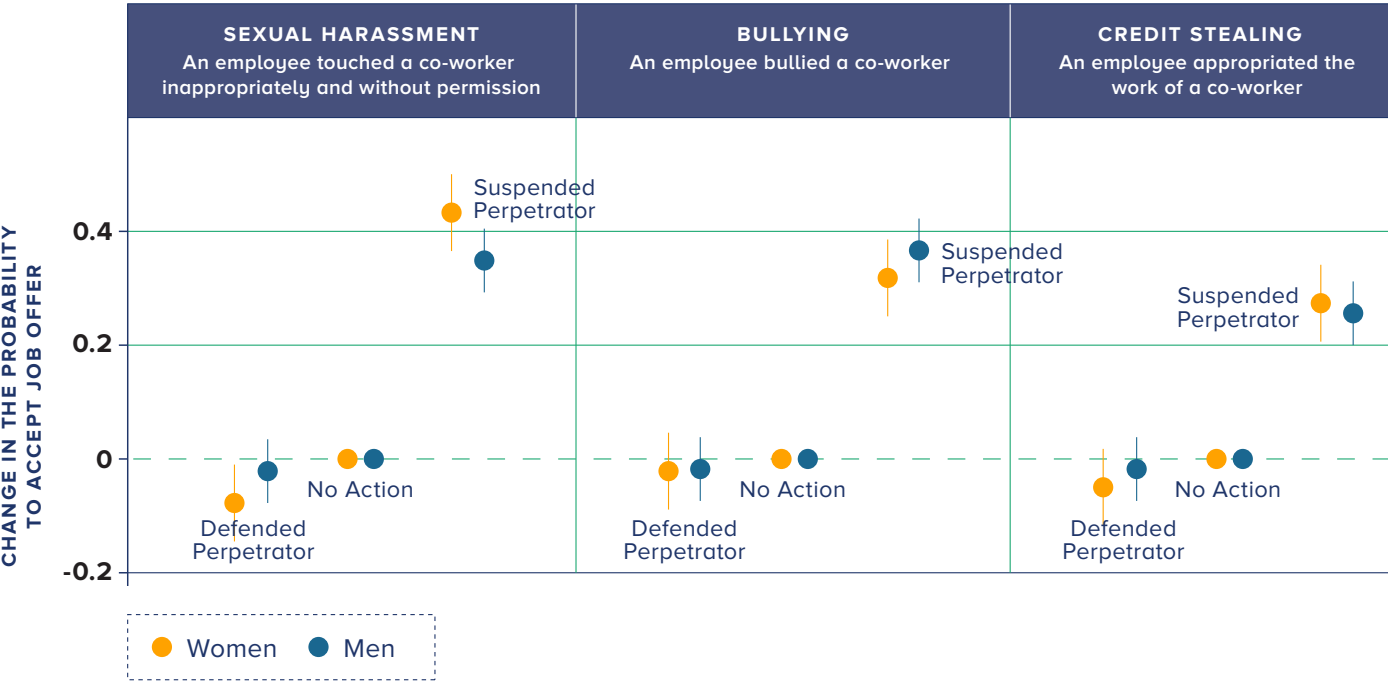 SEXUAL HARASSMENT
An employee touched a co-worker
inappropriately and without permission
BULLYING
An employee bullied a co-worker
CREDIT STEALING
An employee appropriated the
work of a co-worker
CHANGE IN THE PROBABILITY
TO ACCEPT JOB OFFER
0.4
0.2
0
-0.2
Suspended
Perpetrator
No Action
Defended
Perpetrator
Suspended
Perpetrator
No Action
Defended
Perpetrator
Suspended
Perpetrator
No Action
Defended
Perpetrator
Women
Men